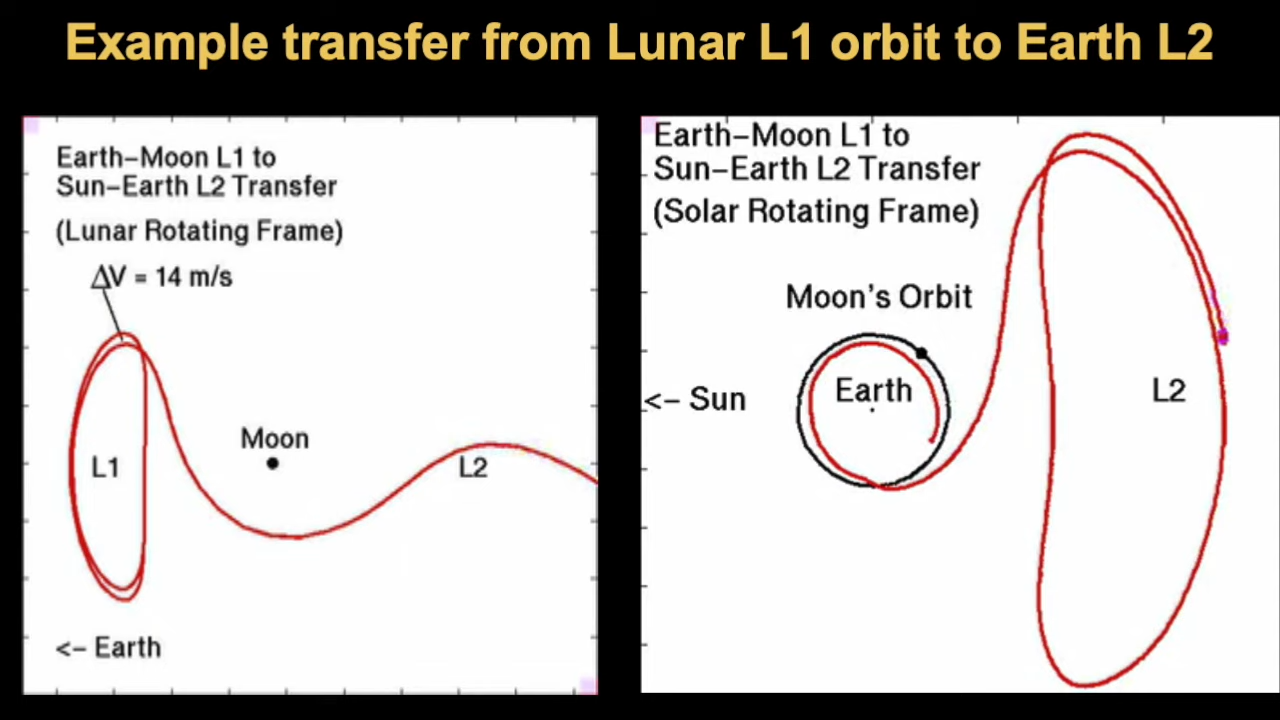 Example transfer from Lunar L1 orbit to Earth L2
Earth–Moon L1 to
Sun–Earth L2 Transfer
(Lunar Rotating Frame)
ΔV = 14 m/s
L1
Moon
L2
<– Earth
Earth–Moon L1 to
Sun–Earth L2 Transfer
(Solar Rotating Frame)
Moon's Orbit
Earth
<– Sun
L2